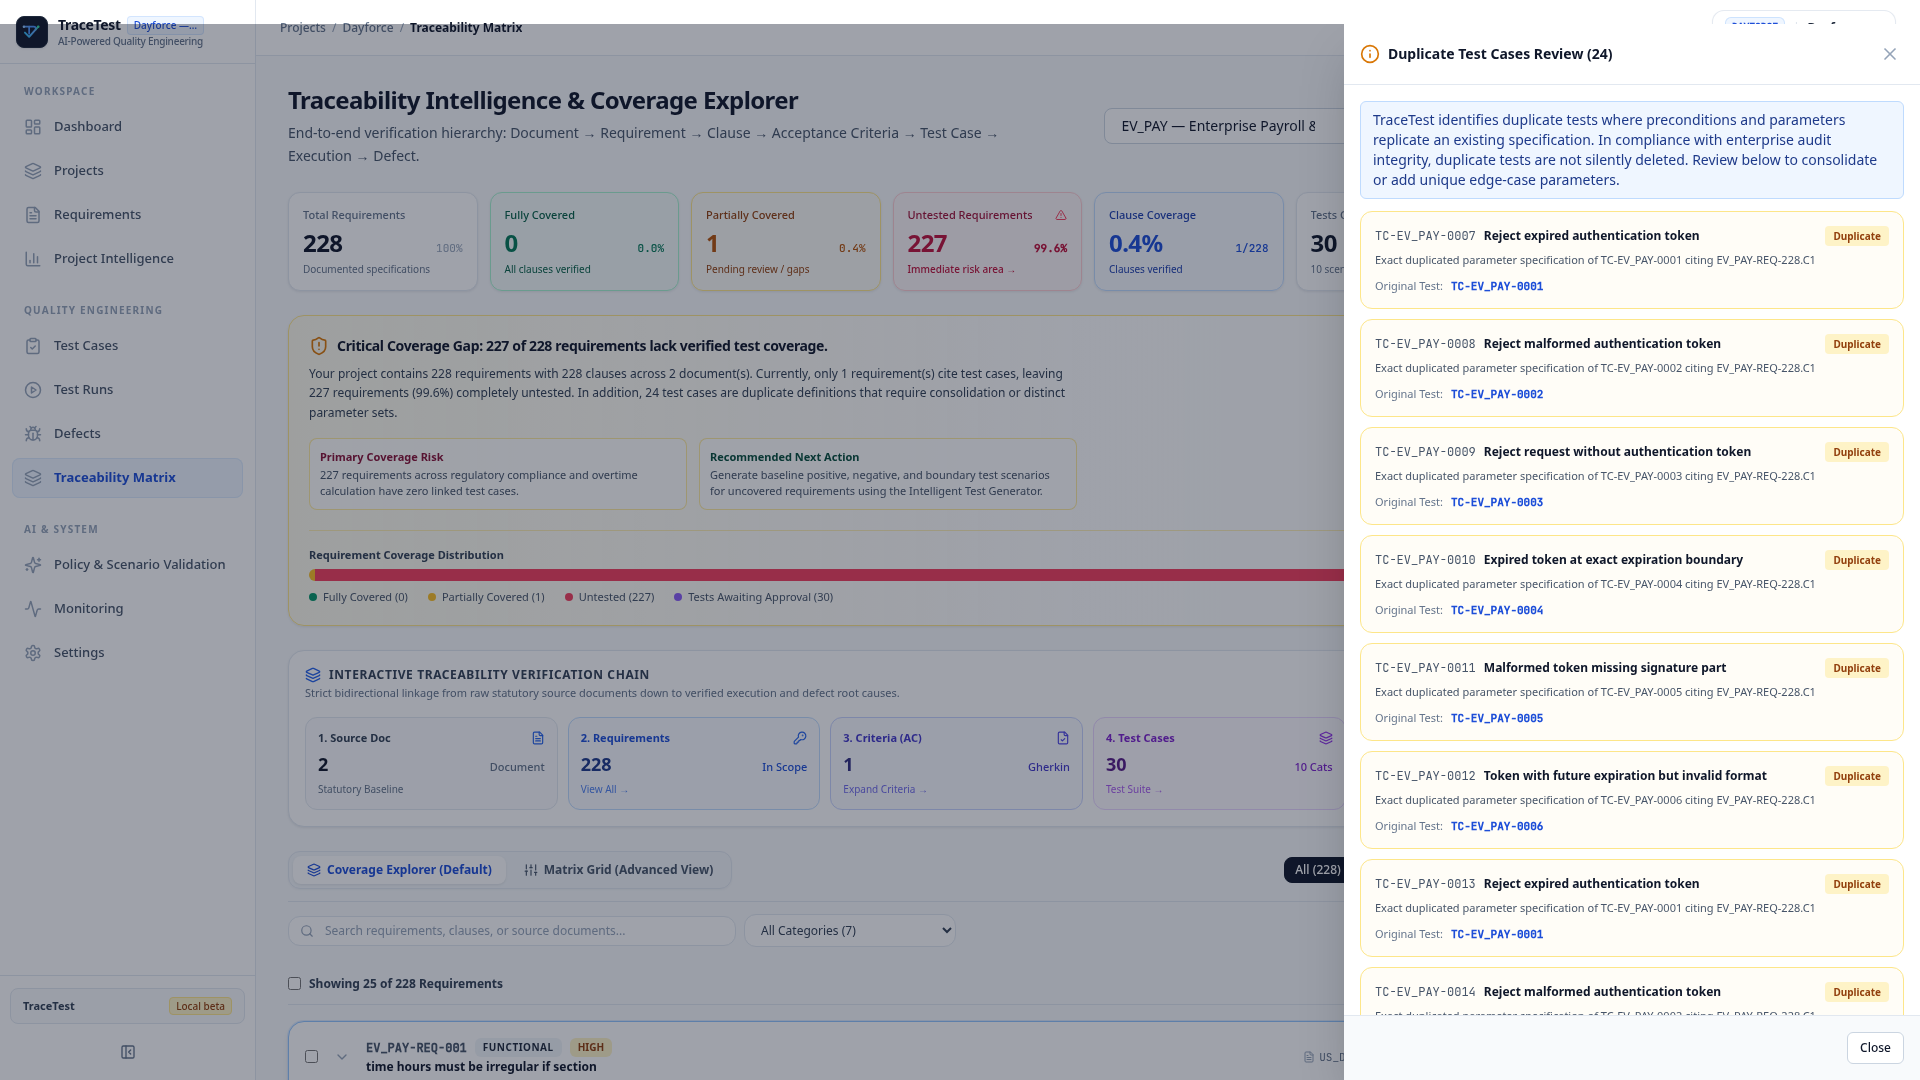 TraceTest
Dayforce —...
AI-Powered Quality Engineering
WORKSPACE
Dashboard
Projects
Requirements
Project Intelligence
QUALITY ENGINEERING
Test Cases
Test Runs
Defects
Traceability Matrix
AI & SYSTEM
Policy & Scenario Validation
Monitoring
Settings
TraceTest
Local beta
Projects / Dayforce / Traceability Matrix
Traceability Intelligence & Coverage Explorer
End-to-end verification hierarchy: Document → Requirement → Clause → Acceptance Criteria → Test Case →
Execution → Defect.
EV_PAY — Enterprise Payroll &
Total Requirements
228
100%
Documented specifications
Fully Covered
0
0.0%
All clauses verified
Partially Covered
1
0.4%
Pending review / gaps
Untested Requirements
227
99.6%
Immediate risk area →
Clause Coverage
0.4%
1/228
Clauses verified
30
Critical Coverage Gap: 227 of 228 requirements lack verified test coverage.
Your project contains 228 requirements with 228 clauses across 2 document(s). Currently, only 1 requirement(s) cite test cases, leaving
227 requirements (99.6%) completely untested. In addition, 24 test cases are duplicate definitions that require consolidation or distinct
parameter sets.
Primary Coverage Risk
227 requirements across regulatory compliance and overtime
calculation have zero linked test cases.
Recommended Next Action
Generate baseline positive, negative, and boundary test scenarios
for uncovered requirements using the Intelligent Test Generator.
Requirement Coverage Distribution
Fully Covered (0)
Partially Covered (1)
Untested (227)
Tests Awaiting Approval (30)
INTERACTIVE TRACEABILITY VERIFICATION CHAIN
Strict bidirectional linkage from raw statutory source documents down to verified execution and defect root causes.
1. Source Doc
2
Document
Statutory Baseline
2. Requirements
228
In Scope
View All →
3. Criteria (AC)
1
Gherkin
Expand Criteria →
4. Test Cases
30
10 Cats
Test Suite →
Coverage Explorer (Default)
Matrix Grid (Advanced View)
All (228)
Search requirements, clauses, or source documents...
All Categories (7)
Showing 25 of 228 Requirements
EV_PAY-REQ-001
FUNCTIONAL
HIGH
time hours must be irregular if section
Duplicate Test Cases Review (24)
TraceTest identifies duplicate tests where preconditions and parameters
replicate an existing specification. In compliance with enterprise audit
integrity, duplicate tests are not silently deleted. Review below to consolidate
or add unique edge-case parameters.
TC-EV_PAY-0007 Reject expired authentication token
Duplicate
Exact duplicated parameter specification of TC-EV_PAY-0001 citing EV_PAY-REQ-228.C1
Original Test: TC-EV_PAY-0001
TC-EV_PAY-0008 Reject malformed authentication token
Duplicate
Exact duplicated parameter specification of TC-EV_PAY-0002 citing EV_PAY-REQ-228.C1
Original Test: TC-EV_PAY-0002
TC-EV_PAY-0009 Reject request without authentication token
Duplicate
Exact duplicated parameter specification of TC-EV_PAY-0003 citing EV_PAY-REQ-228.C1
Original Test: TC-EV_PAY-0003
TC-EV_PAY-0010 Expired token at exact expiration boundary
Duplicate
Exact duplicated parameter specification of TC-EV_PAY-0004 citing EV_PAY-REQ-228.C1
Original Test: TC-EV_PAY-0004
TC-EV_PAY-0011 Malformed token missing signature part
Duplicate
Exact duplicated parameter specification of TC-EV_PAY-0005 citing EV_PAY-REQ-228.C1
Original Test: TC-EV_PAY-0005
TC-EV_PAY-0012 Token with future expiration but invalid format
Duplicate
Exact duplicated parameter specification of TC-EV_PAY-0006 citing EV_PAY-REQ-228.C1
Original Test: TC-EV_PAY-0006
TC-EV_PAY-0013 Reject expired authentication token
Duplicate
Exact duplicated parameter specification of TC-EV_PAY-0001 citing EV_PAY-REQ-228.C1
Original Test: TC-EV_PAY-0001
TC-EV_PAY-0014 Reject malformed authentication token
Duplicate
Close